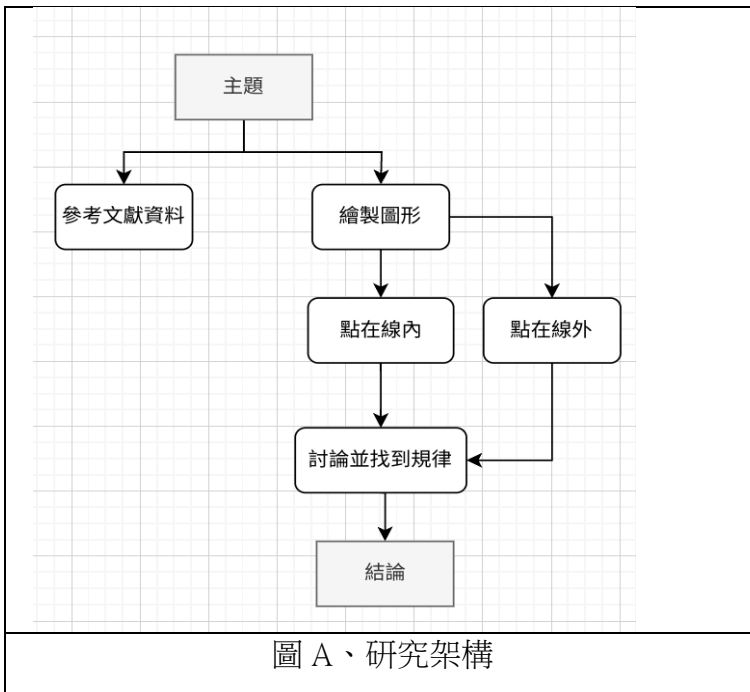 主題
參考文獻資料
繪製圖形
點在線內
點在線外
討論並找到規律
結論
圖 A、研究架構